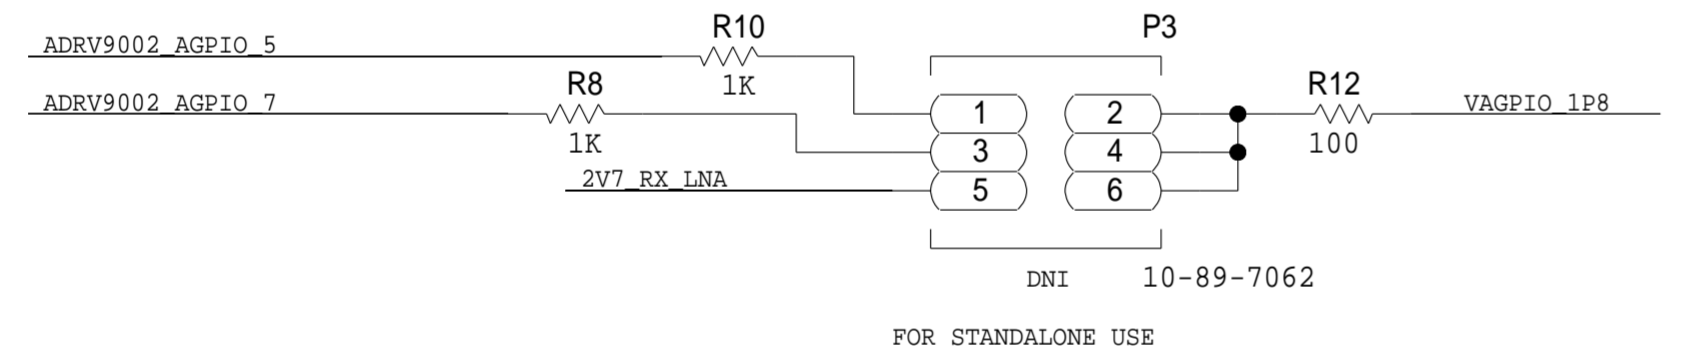 R10 P3
ADRV9002_AGPIO_5
1K
R8 R12
ADRV9002_AGPIO_7 1 2 VAGPIO_1P8
1K 3 4 100
2V7_RX_LNA 5 6
DNI 10-89-7062
FOR STANDALONE USE